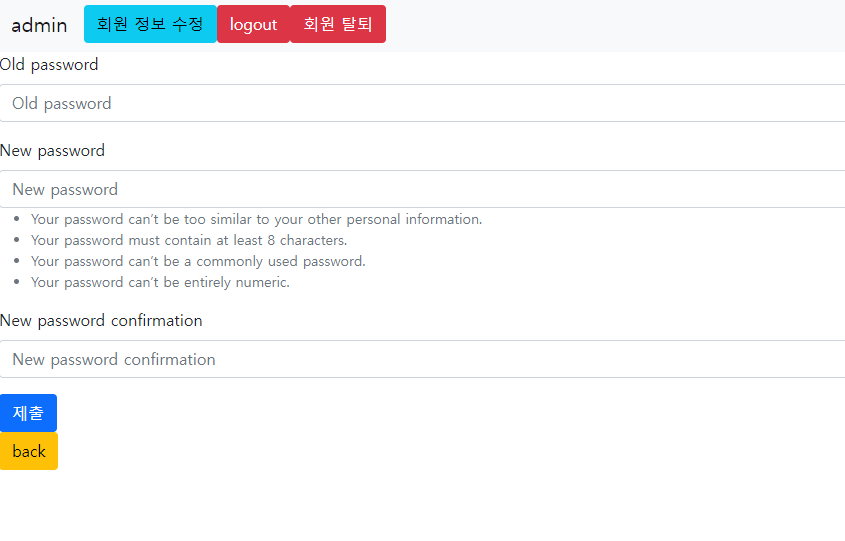 admin 회원 정보 수정 logout 회원 탈퇴
Old password
Old password
New password
New password
Your password can't be too similar to your other personal information.
Your password must contain at least 8 characters.
Your password can't be a commonly used password.
Your password can't be entirely numeric.
New password confirmation
New password confirmation
제출
back